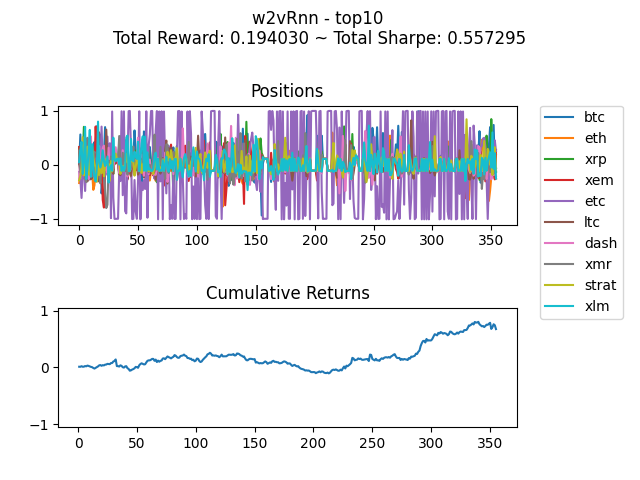 w2vRnn - top10
Total Reward: 0.194030 ~ Total Sharpe: 0.557295
Positions
1
0
−1
0 50 100 150 200 250 300 350
btc
eth
xrp
xem
etc
ltc
dash
xmr
strat
xlm
Cumulative Returns
1
0
−1
0 50 100 150 200 250 300 350